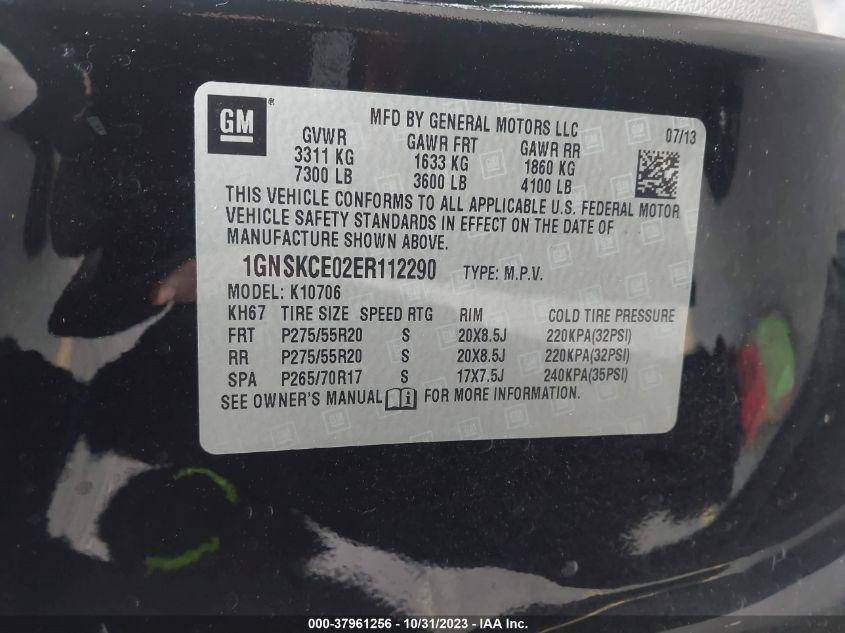 GM ®
MFD BY GENERAL MOTORS LLC
07/13
GVWR GAWR FRT GAWR RR
3311 KG 1633 KG 1860 KG
7300 LB 3600 LB 4100 LB
THIS VEHICLE CONFORMS TO ALL APPLICABLE U.S. FEDERAL MOTOR
VEHICLE SAFETY STANDARDS IN EFFECT ON THE DATE OF
MANUFACTURE SHOWN ABOVE.
1GNSKCE02ER112290 TYPE: M.P.V.
MODEL: K10706
KH67 TIRE SIZE SPEED RTG RIM COLD TIRE PRESSURE
FRT P275/55R20 S 20X8.5J 220KPA(32PSI)
RR P275/55R20 S 20X8.5J 220KPA(32PSI)
SPA P265/70R17 S 17X7.5J 240KPA(35PSI)
SEE OWNER'S MANUAL FOR MORE INFORMATION.
000-37961256 - 10/31/2023 - IAA Inc.